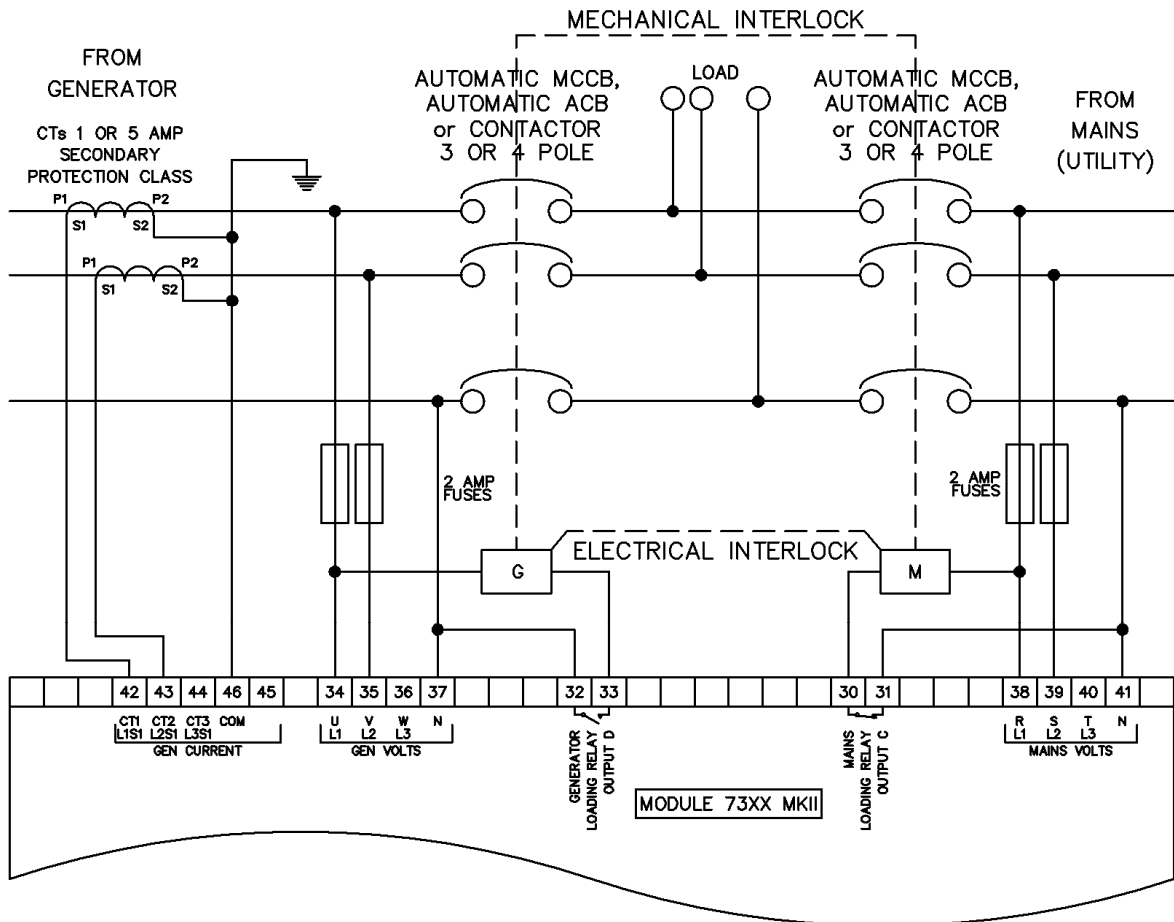 MECHANICAL INTERLOCK
FROM
GENERATOR
CTs 1 OR 5 AMP
SECONDARY
PROTECTION CLASS
AUTOMATIC MCCB,
AUTOMATIC ACB
or CONTACTOR
3 OR 4 POLE
LOAD
AUTOMATIC MCCB,
AUTOMATIC ACB
or CONTACTOR
3 OR 4 POLE
FROM
MAINS
(UTILITY)
P1 P2
S1 S2
P1 P2
S1 S2
2 AMP
FUSES
2 AMP
FUSES
ELECTRICAL INTERLOCK
G
M
42 43 44 46 45 34 35 36 37 32 33 30 31 38 39 40 41
CT1 CT2 CT3 COM
L1S1 L2S1 L3S1
GEN CURRENT
U V W N
L1 L2 L3
GEN VOLTS
GENERATOR
LOADING RELAY
OUTPUT D
MAINS
LOADING RELAY
OUTPUT C
R S T N
L1 L2 L3
MAINS VOLTS
MODULE 73XX MKII